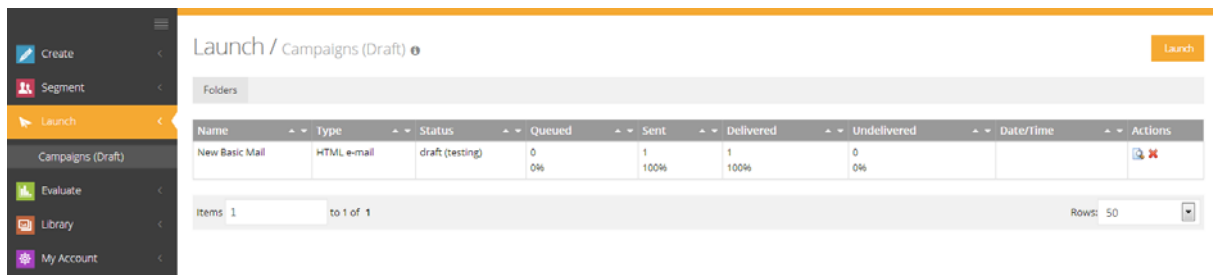 Create
Segment
Launch
Campaigns (Draft)
Evaluate
Library
My Account
Launch / Campaigns (Draft)
Launch
Folders
Name Type Status Queued Sent Delivered Undelivered Date/Time Actions
New Basic Mail HTML e-mail draft (testing) 0 1 1 0
0% 100% 100% 0%
Items 1 to 1 of 1 Rows: 50